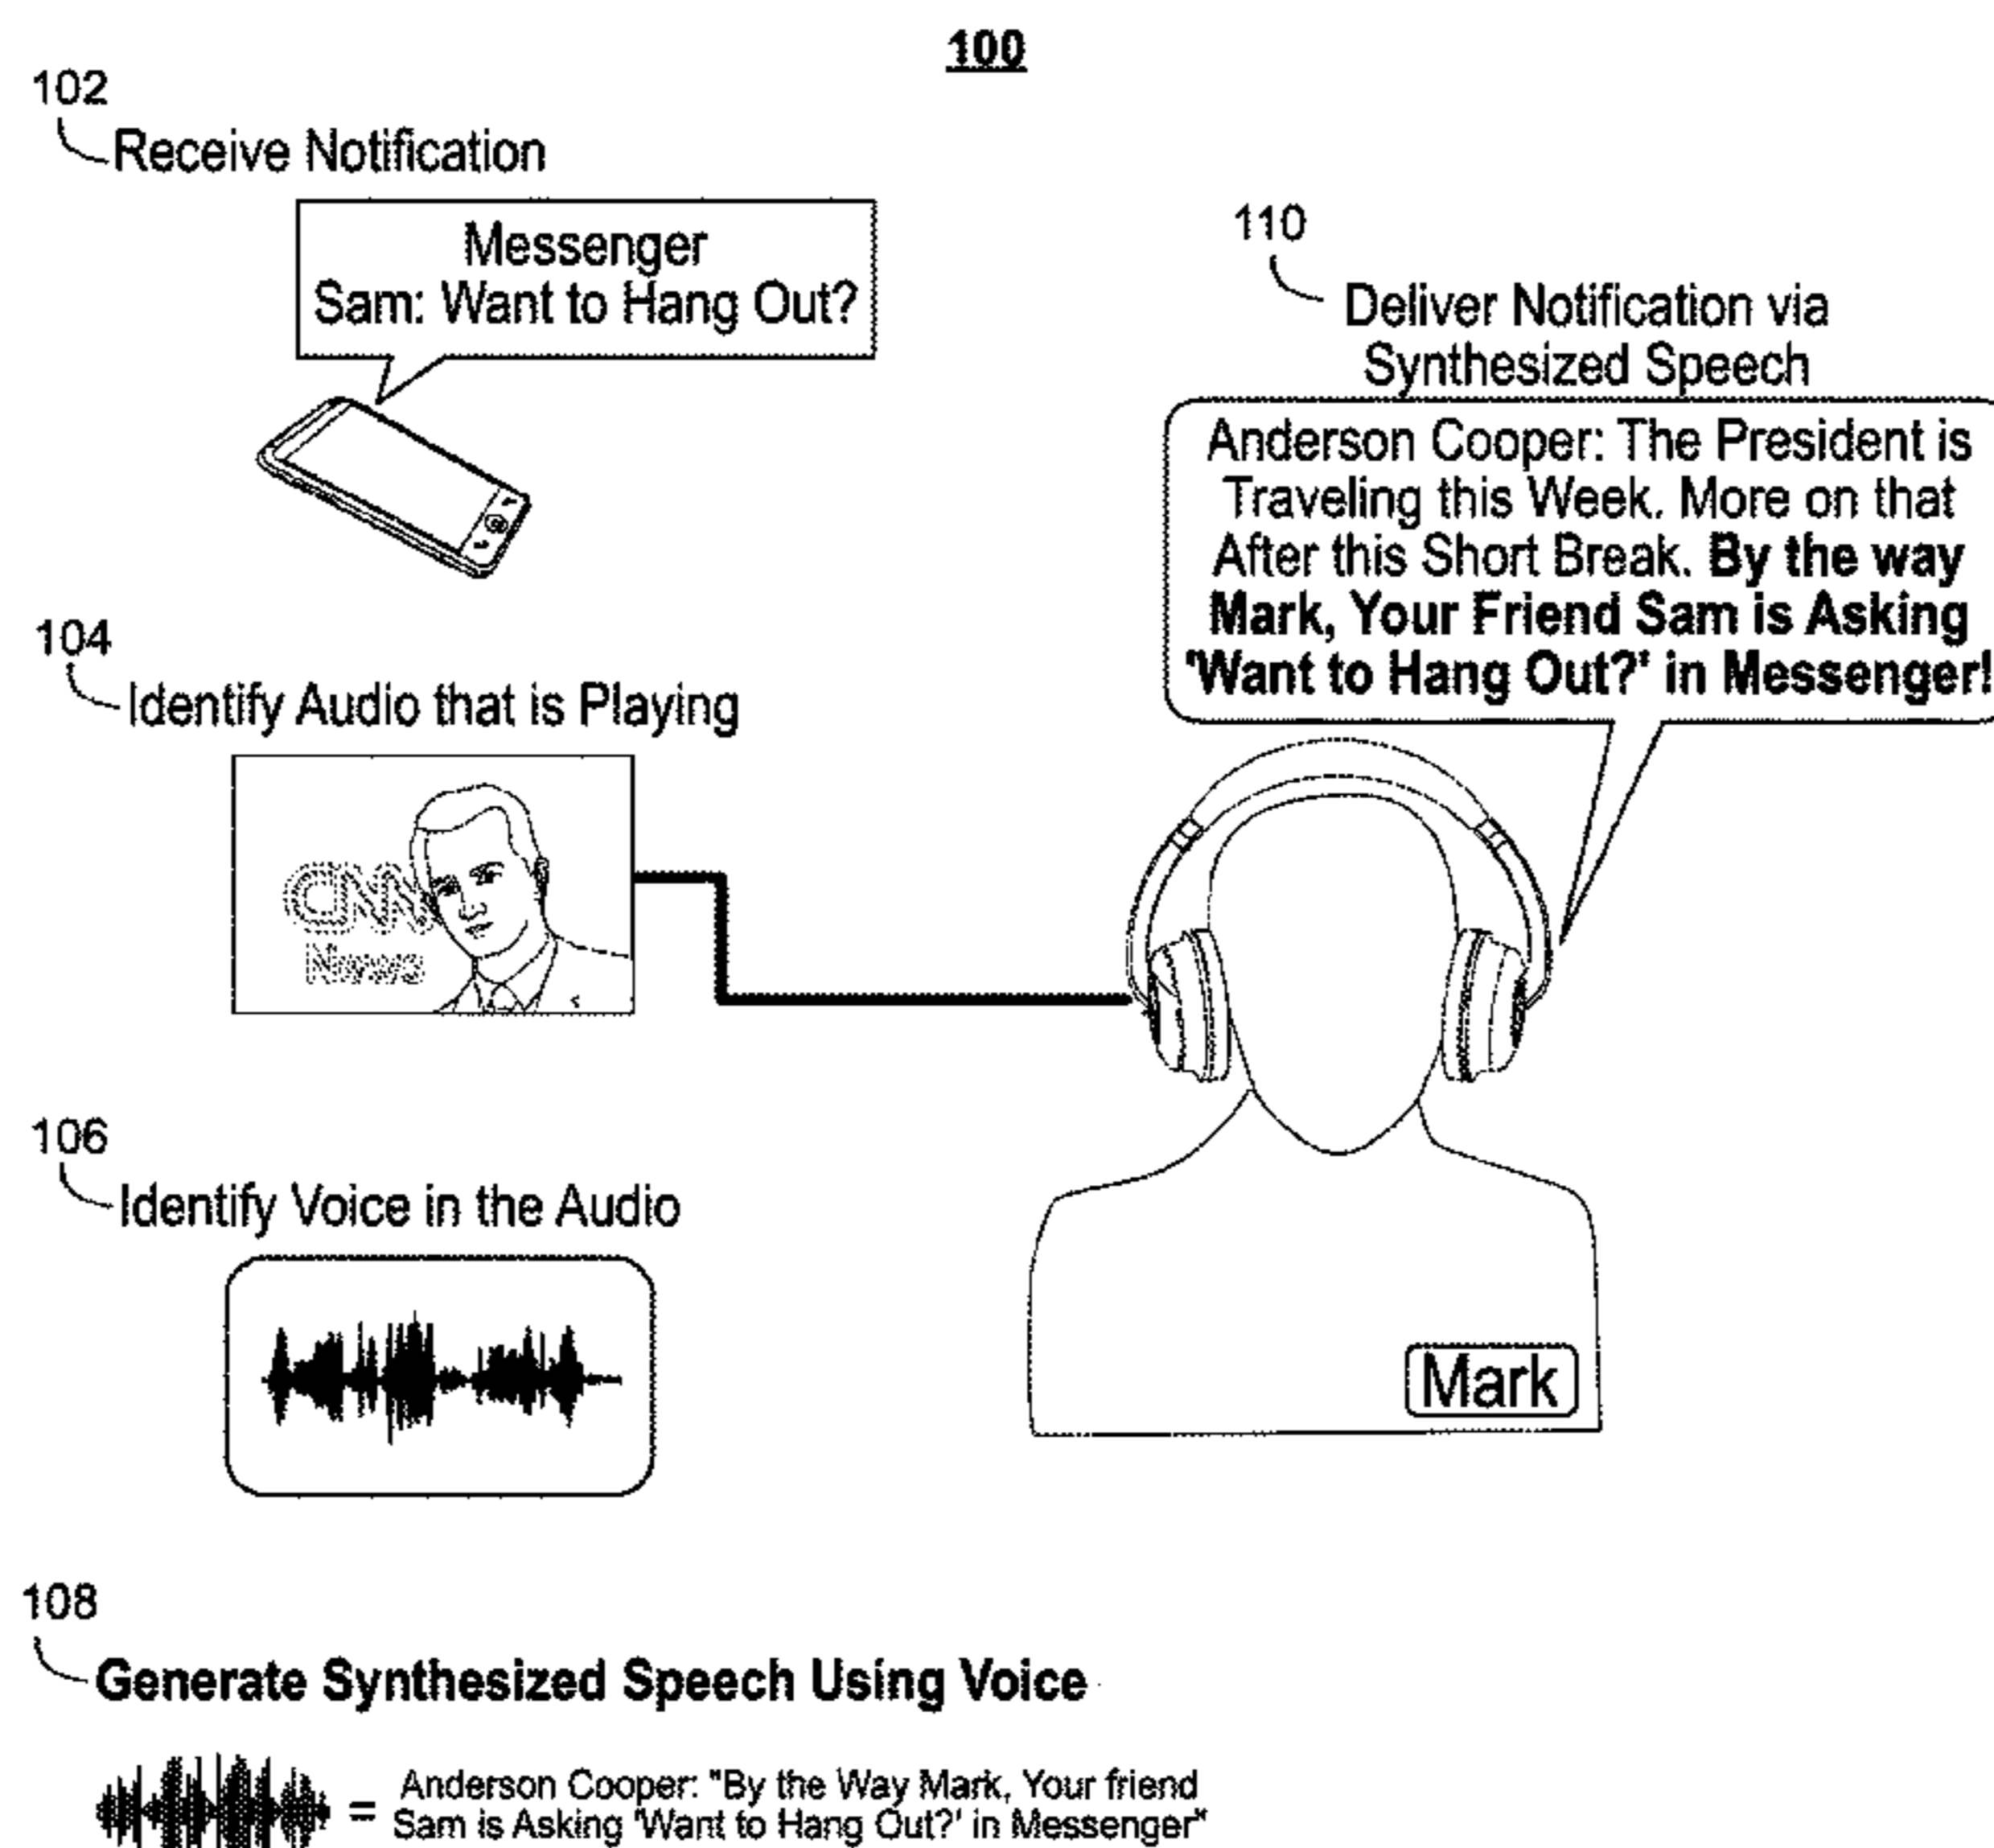 100
102
Receive Notification
Messenger
Sam: Want to Hang Out?
110
Deliver Notification via
Synthesized Speech
Anderson Cooper: The President is
Traveling this Week. More on that
After this Short Break. By the way
Mark, Your Friend Sam is Asking
'Want to Hang Out?' in Messenger!
104
Identify Audio that is Playing
CNN
News
106
Identify Voice in the Audio
Mark
108
Generate Synthesized Speech Using Voice
= Anderson Cooper: "By the Way Mark, Your friend
Sam is Asking 'Want to Hang Out?' in Messenger"